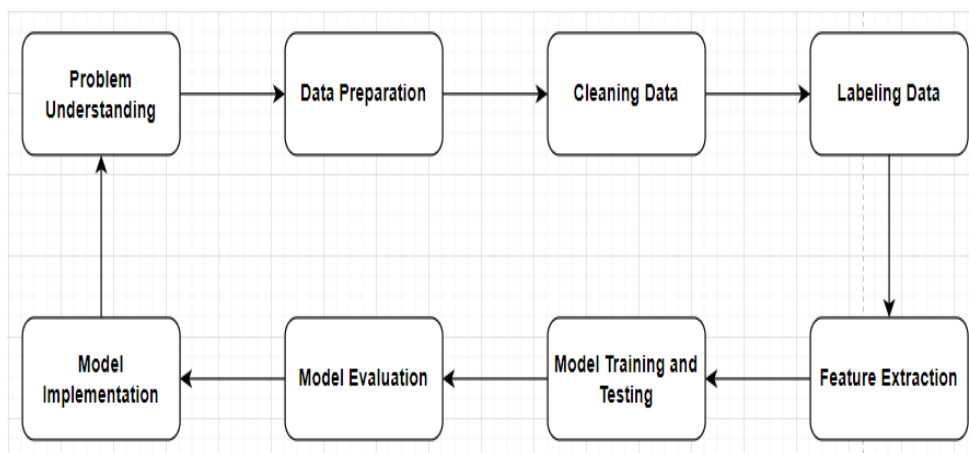 Problem
Understanding
Data Preparation
Cleaning Data
Labeling Data
Feature Extraction
Model Training and
Testing
Model Evaluation
Model
Implementation